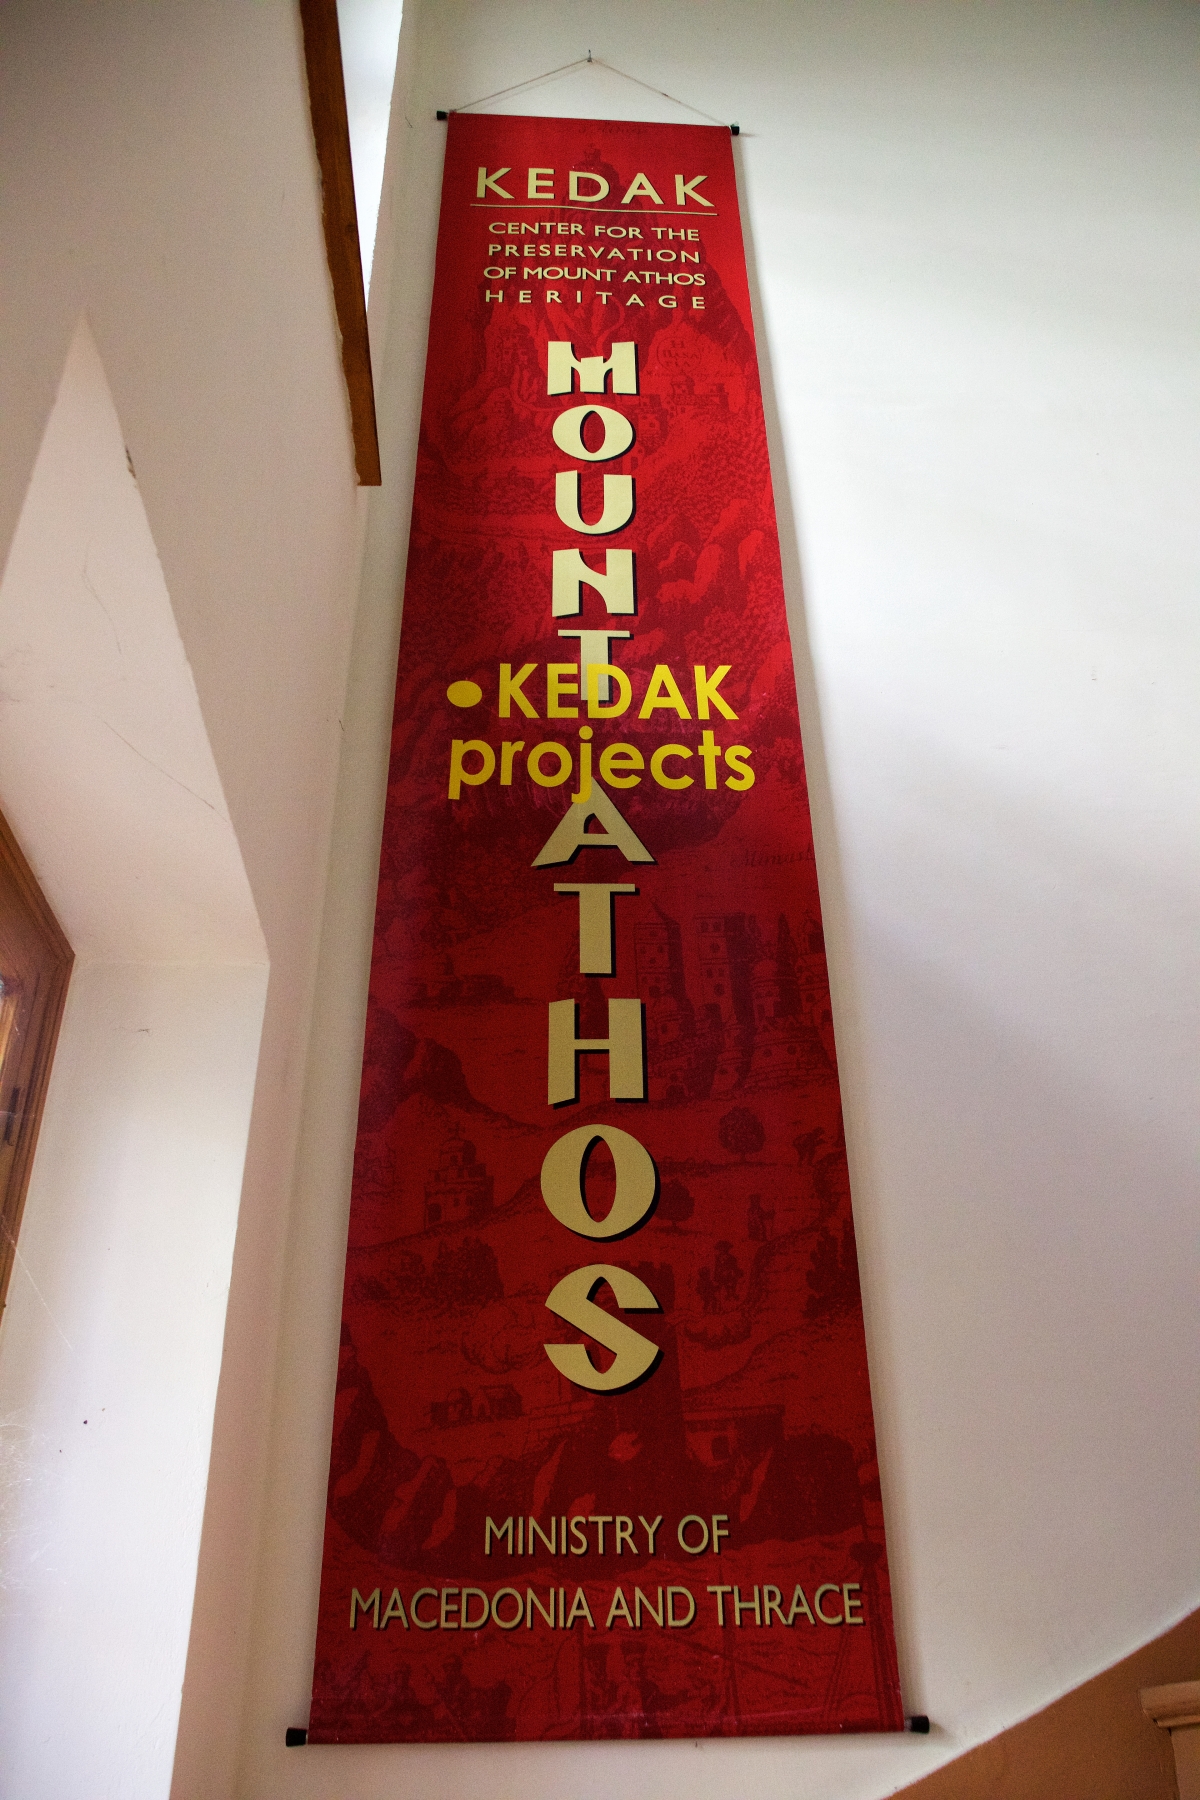 KEDAK
CENTER FOR THE
PRESERVATION
OF MOUNT ATHOS
HERITAGE
MOUNT
• KEDAK
projects
ATHOS
MINISTRY OF
MACEDONIA AND THRACE